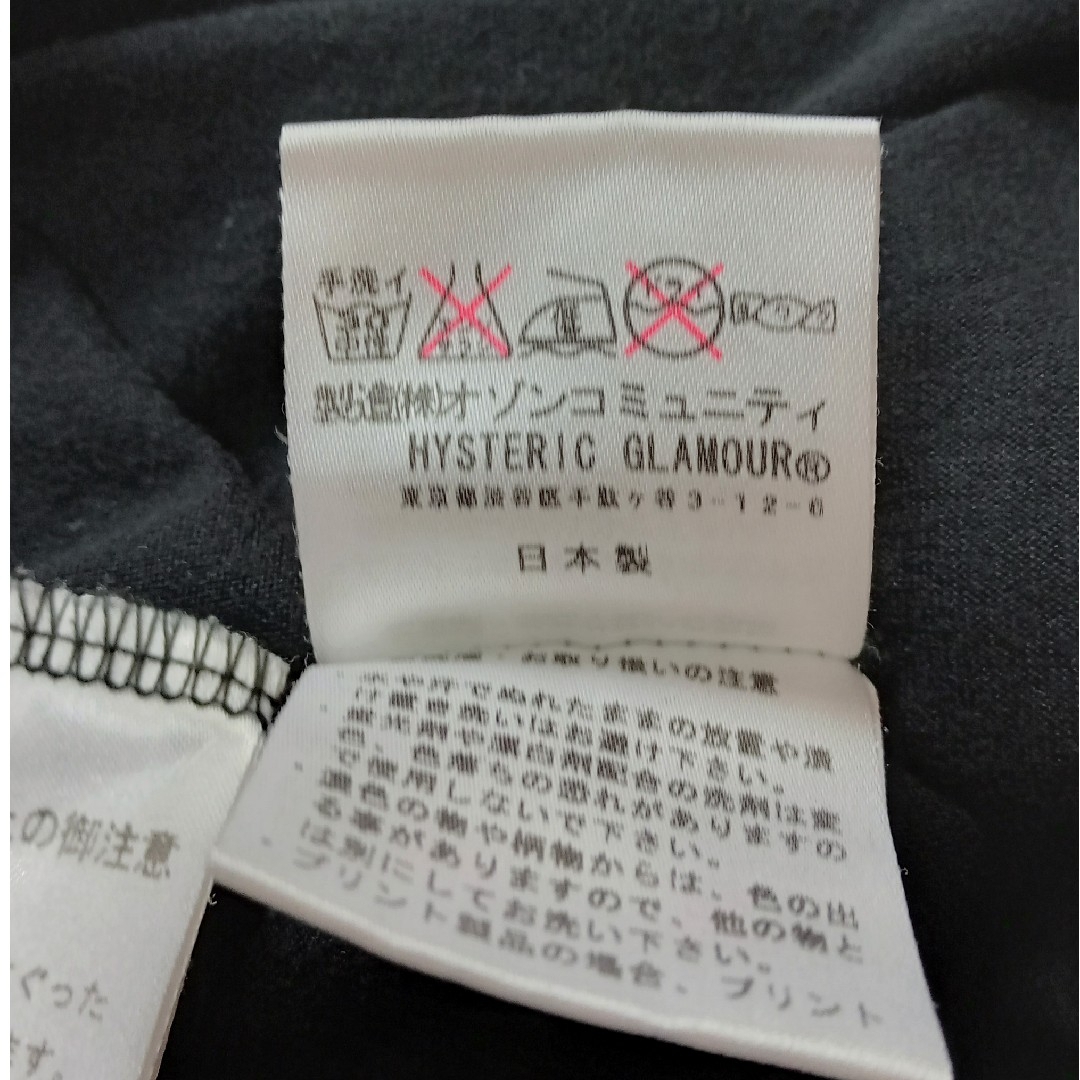 手洗イ
製造(株)オゾンコミュニティ
HYSTERIC GLAMOUR®
東京都渋谷区千駄ヶ谷3-12-6
日本製
お取り扱いの注意
や汗でぬれたままの放置や漬
け置き洗いはお避け下さい。
蛍光剤や漂白剤配合の洗剤は変
色、色落ちの恐れがありますの
で使用しないで下さい。
濃色の物や柄物からは、色の出
る事がありますので、他の物と
は別にしてお洗い下さい。
プリント製品の場合、プリント
の御注意
ぐった
ます。